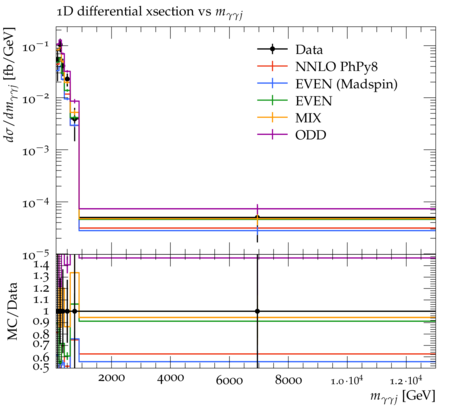 1D differential xsection vs mγγj
dσ/dmγγj [fb/GeV]
10⁻¹
10⁻²
10⁻³
10⁻⁴
10⁻⁵
Data
NNLO PhPy8
EVEN (Madspin)
EVEN
MIX
ODD
MC/Data
1.4
1.3
1.2
1.1
1
0.9
0.8
0.7
0.6
0.5
2000 4000 6000 8000 1.0·10⁴ 1.2·10⁴
mγγj [GeV]